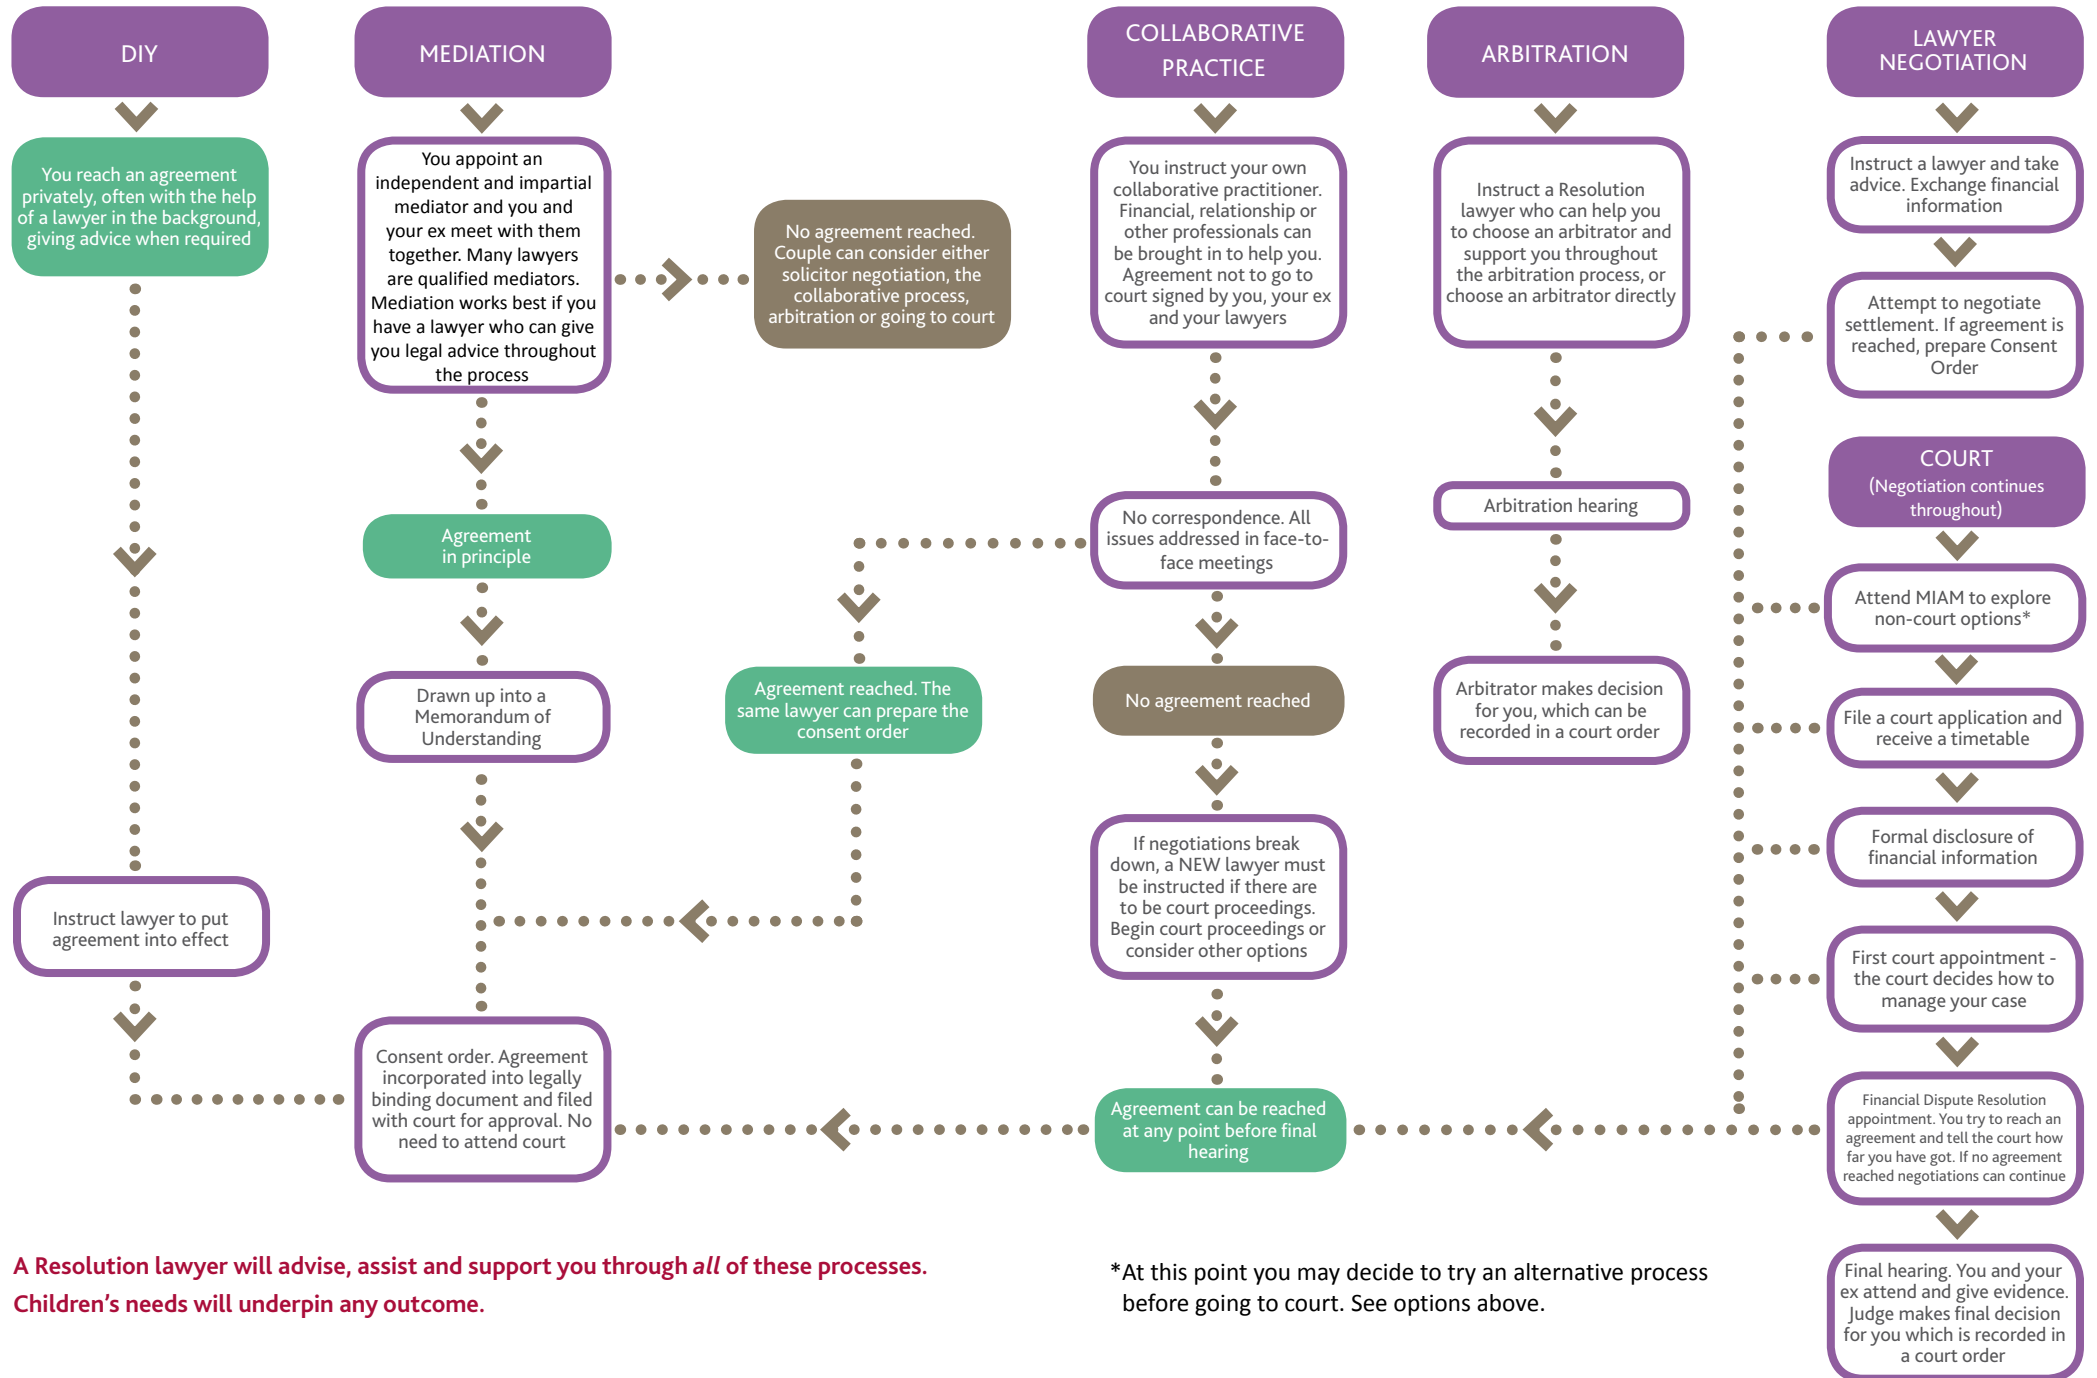 DIY
You reach an agreement
privately, often with the help
of a lawyer in the background,
giving advice when required
Instruct lawyer to put
agreement into effect
MEDIATION
You appoint an
independent and impartial
mediator and you and
your ex meet with them
together. Many lawyers
are qualified mediators.
Mediation works best if you
have a lawyer who can give
you legal advice throughout
the process
No agreement reached.
Couple can consider either
solicitor negotiation, the
collaborative process,
arbitration or going to court
Agreement
in principle
Drawn up into a
Memorandum of
Understanding
Consent order. Agreement
incorporated into legally
binding document and filed
with court for approval. No
need to attend court
COLLABORATIVE
PRACTICE
You instruct your own
collaborative practitioner.
Financial, relationship or
other professionals can
be brought in to help you.
Agreement not to go to
court signed by you, your ex
and your lawyers
No correspondence. All
issues addressed in face-to-
face meetings
Agreement reached. The
same lawyer can prepare the
consent order
No agreement reached
If negotiations break
down, a NEW lawyer must
be instructed if there are
to be court proceedings.
Begin court proceedings or
consider other options
Agreement can be reached
at any point before final
hearing
ARBITRATION
Instruct a Resolution
lawyer who can help you
to choose an arbitrator and
support you throughout
the arbitration process, or
choose an arbitrator directly
Arbitration hearing
Arbitrator makes decision
for you, which can be
recorded in a court order
LAWYER
NEGOTIATION
Instruct a lawyer and take
advice. Exchange financial
information
Attempt to negotiate
settlement. If agreement is
reached, prepare Consent
Order
COURT
(Negotiation continues
throughout)
Attend MIAM to explore
non-court options*
File a court application and
receive a timetable
Formal disclosure of
financial information
First court appointment -
the court decides how to
manage your case
Financial Dispute Resolution
appointment. You try to reach an
agreement and tell the court how
far you have got. If no agreement
reached negotiations can continue
Final hearing. You and your
ex attend and give evidence.
Judge makes final decision
for you which is recorded in
a court order
A Resolution lawyer will advise, assist and support you through all of these processes.
Children's needs will underpin any outcome.
*At this point you may decide to try an alternative process
before going to court. See options above.